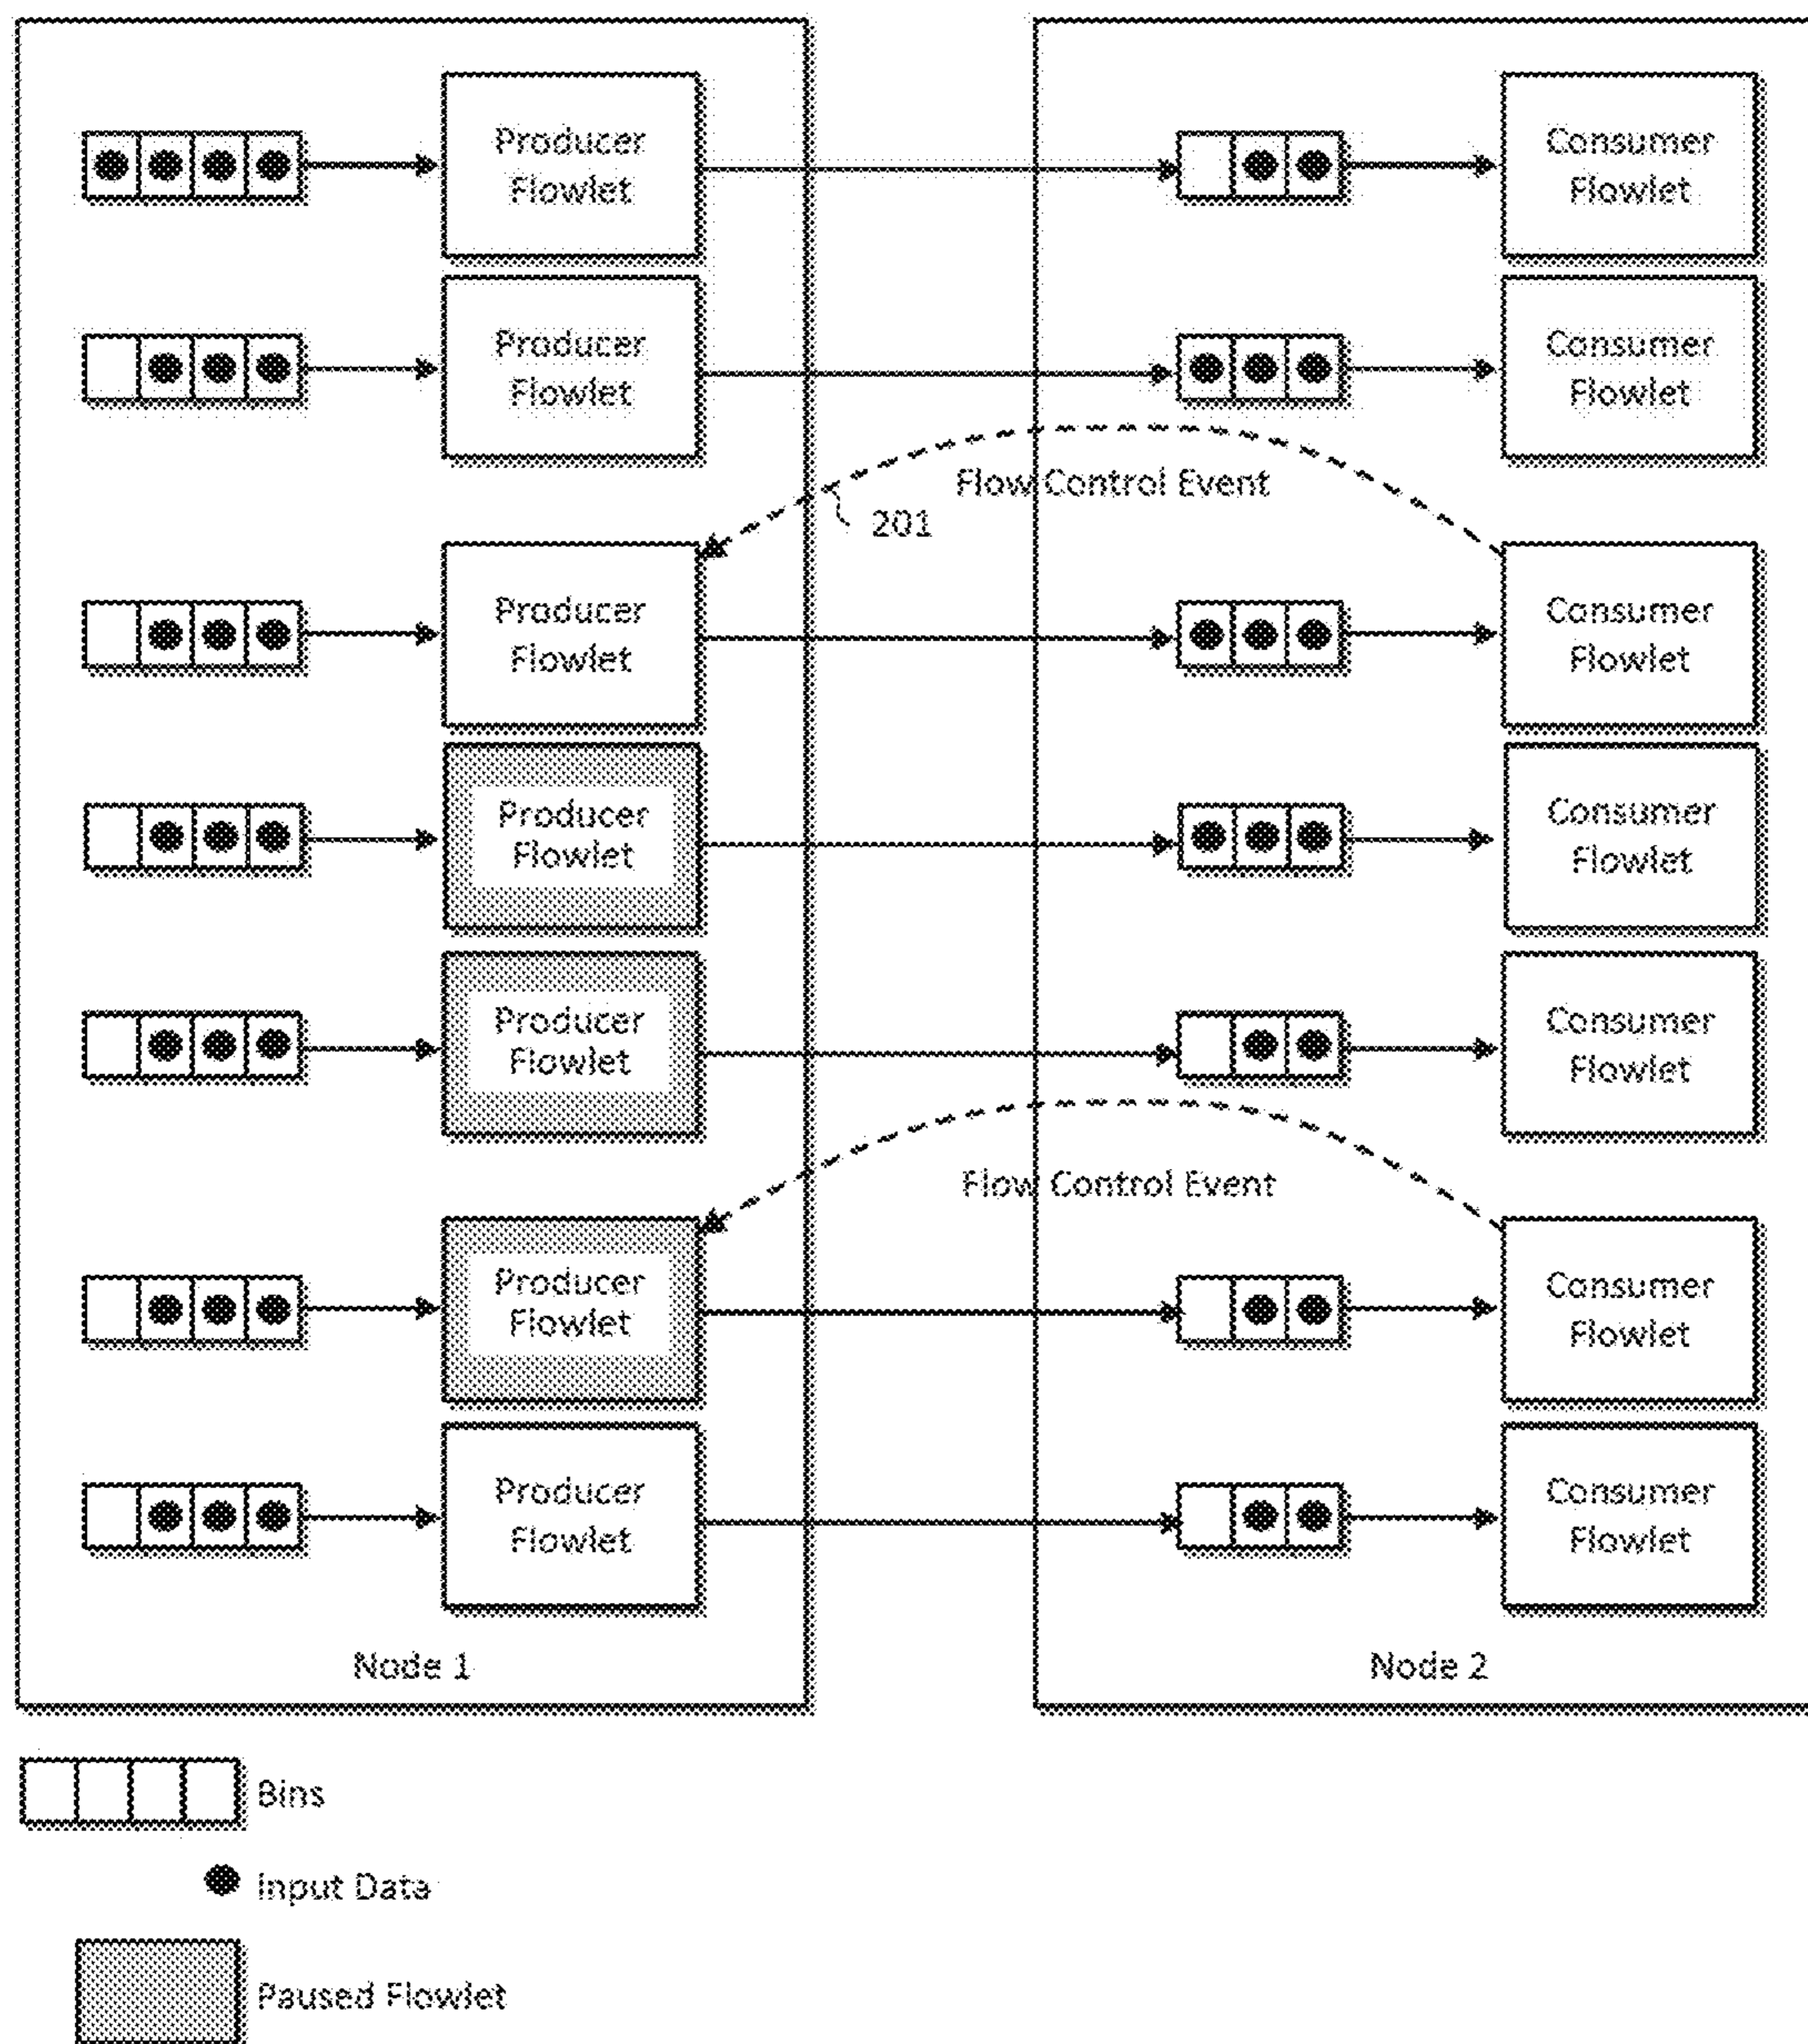 Producer
Flowlet
Consumer
Flowlet
Producer
Flowlet
Consumer
Flowlet
Flow Control Event
201
Producer
Flowlet
Consumer
Flowlet
Producer
Flowlet
Consumer
Flowlet
Producer
Flowlet
Consumer
Flowlet
Flow Control Event
Producer
Flowlet
Consumer
Flowlet
Producer
Flowlet
Consumer
Flowlet
Node 1
Node 2
Bins
Input Data
Paused Flowlet